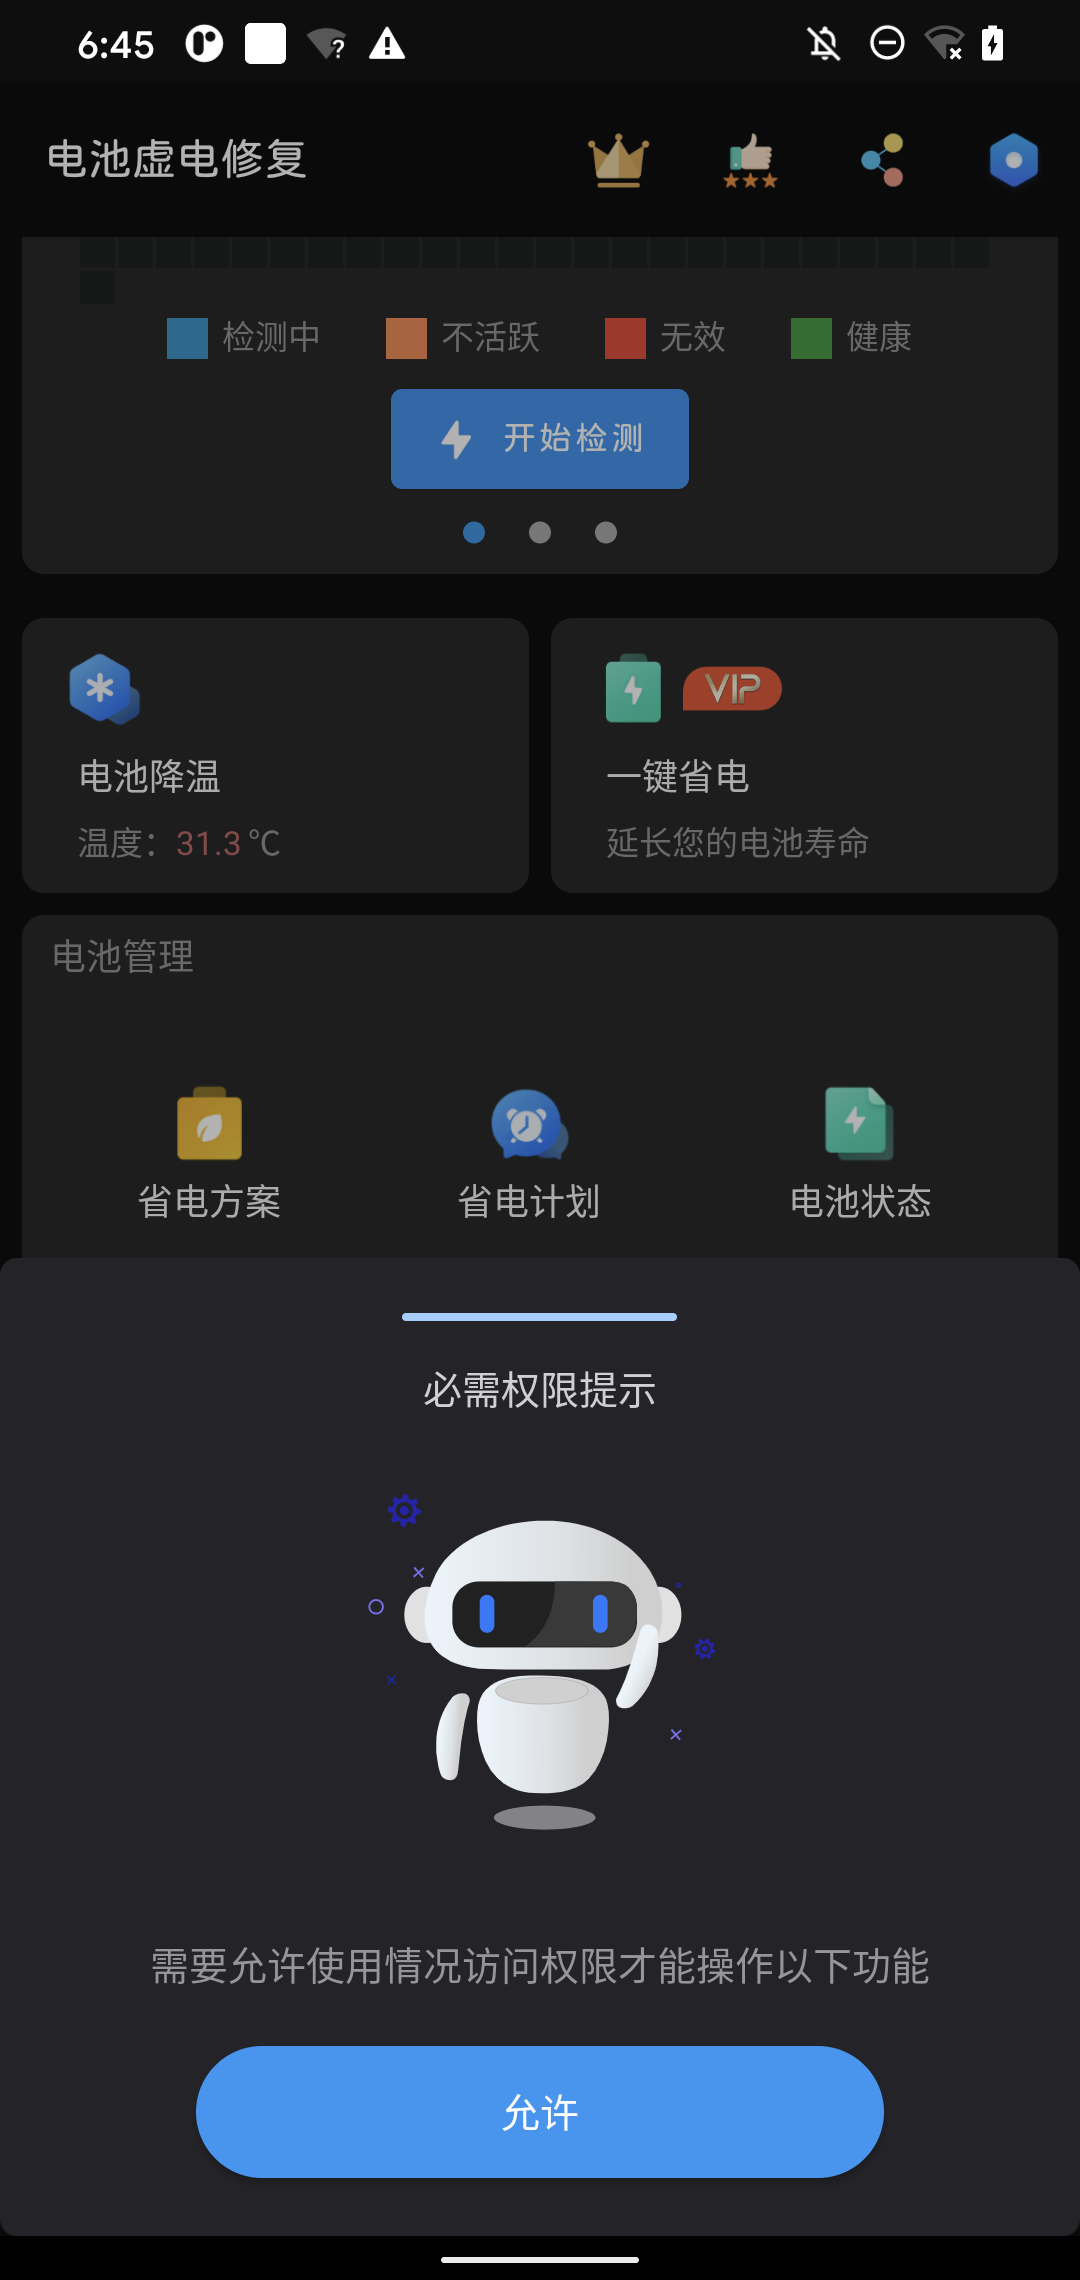 6:45
电池虚电修复
检测中 不活跃 无效 健康
开始检测
VIP
电池降温
一键省电
温度：31.3 ℃
延长您的电池寿命
电池管理
省电方案 省电计划 电池状态
必需权限提示
需要允许使用情况访问权限才能操作以下功能
允许